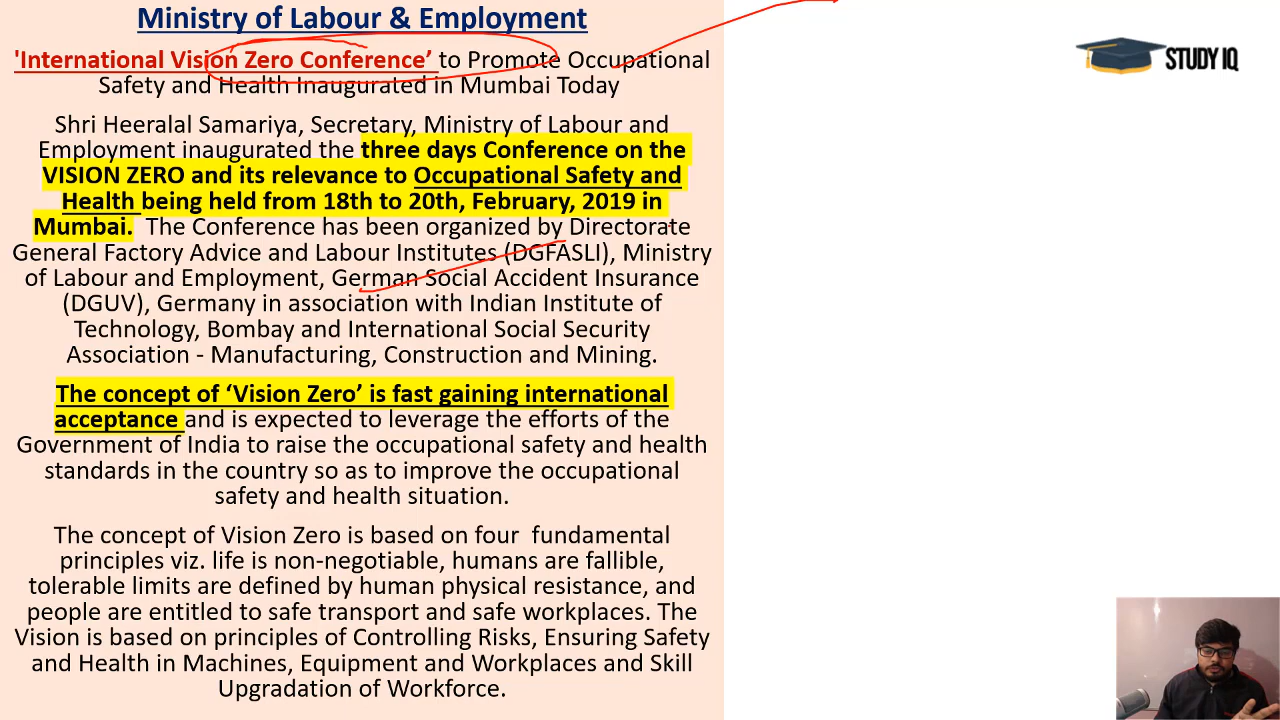 Ministry of Labour & Employment
'International Vision Zero Conference’ to Promote Occupational
Safety and Health Inaugurated in Mumbai Today
Shri Heeralal Samariya, Secretary, Ministry of Labour and
Employment inaugurated the three days Conference on the
VISION ZERO and its relevance to Occupational Safety and
Health being held from 18th to 20th, February, 2019 in
Mumbai. The Conference has been organized by Directorate
General Factory Advice and Labour Institutes (DGFASLI), Ministry
of Labour and Employment, German Social Accident Insurance
(DGUV), Germany in association with Indian Institute of
Technology, Bombay and International Social Security
Association - Manufacturing, Construction and Mining.
The concept of ‘Vision Zero’ is fast gaining international
acceptance and is expected to leverage the efforts of the
Government of India to raise the occupational safety and health
standards in the country so as to improve the occupational
safety and health situation.
The concept of Vision Zero is based on four fundamental
principles viz. life is non-negotiable, humans are fallible,
tolerable limits are defined by human physical resistance, and
people are entitled to safe transport and safe workplaces. The
Vision is based on principles of Controlling Risks, Ensuring Safety
and Health in Machines, Equipment and Workplaces and Skill
Upgradation of Workforce.
STUDY IQ